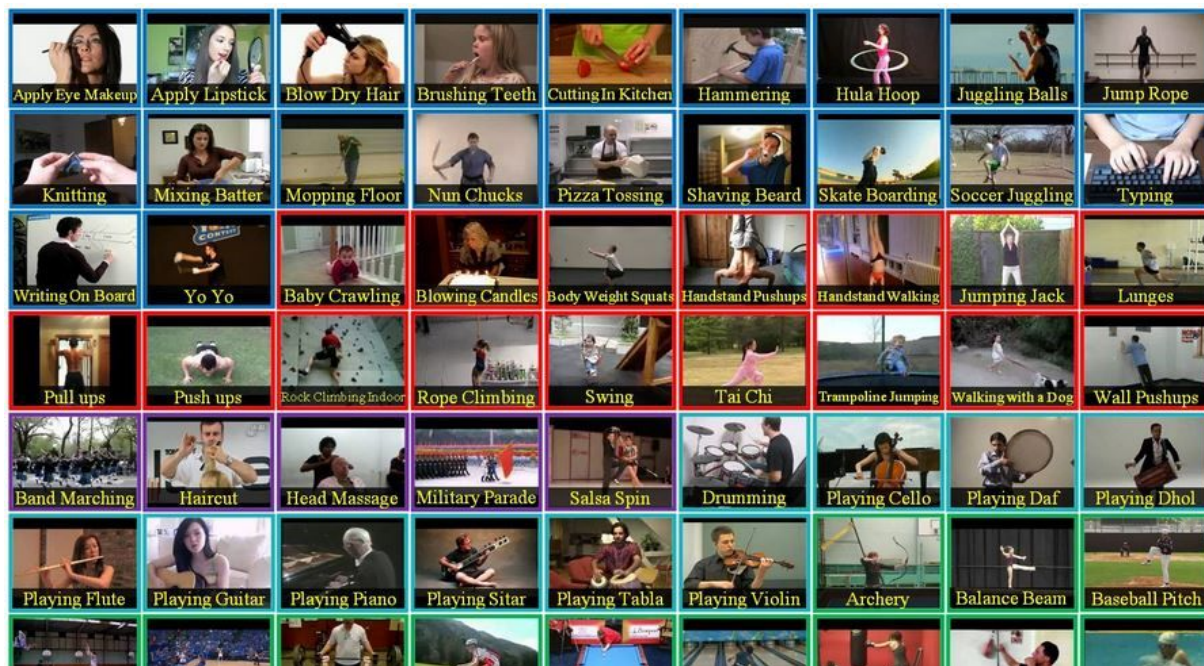 Apply Eye Makeup
Apply Lipstick
Blow Dry Hair
Brushing Teeth
Cutting In Kitchen
Hammering
Hula Hoop
Juggling Balls
Jump Rope
Knitting
Mixing Batter
Mopping Floor
Nun Chucks
Pizza Tossing
Shaving Beard
Skate Boarding
Soccer Juggling
Typing
Writing On Board
CONTEST
Yo Yo
Baby Crawling
Blowing Candles
Body Weight Squats
Handstand Pushups
Handstand Walking
Jumping Jack
Lunges
Pull ups
Push ups
Rock Climbing Indoor
Rope Climbing
Swing
Tai Chi
Trampoline Jumping
Walking with a Dog
Wall Pushups
Band Marching
Haircut
Head Massage
Military Parade
Salsa Spin
Drumming
Playing Cello
Playing Daf
Playing Dhol
Playing Flute
Playing Guitar
Playing Piano
Playing Sitar
Playing Tabla
Playing Violin
Archery
Balance Beam
Baseball Pitch